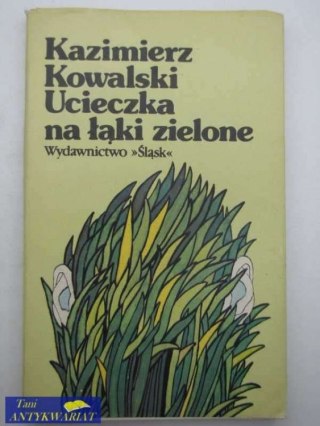 Kazimierz
Kowalski
Ucieczka
na łąki zielone
Wydawnictwo »Śląsk«
Tani
ANTYKWARIAT